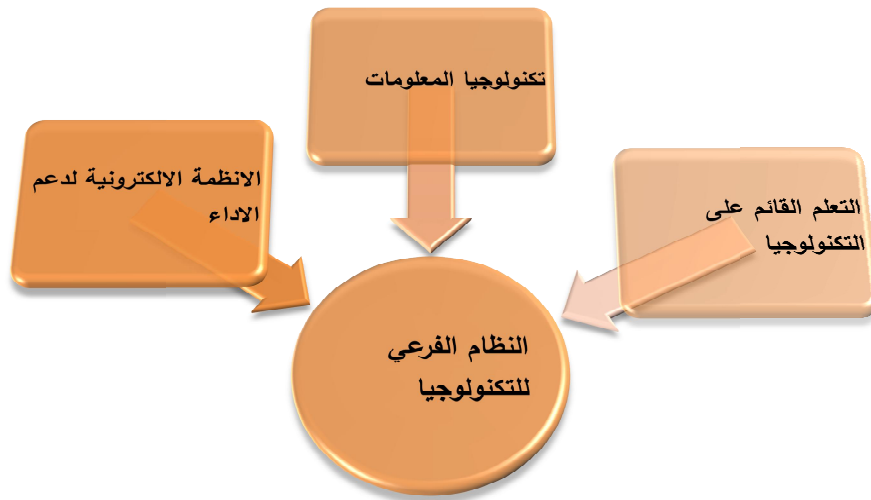 تكنولوجيا المعلومات
الانظمة الالكترونية لدعم
الاداء
التعلم القائم على
التكنولوجيا
النظام الفرعي
للتكنولوجيا